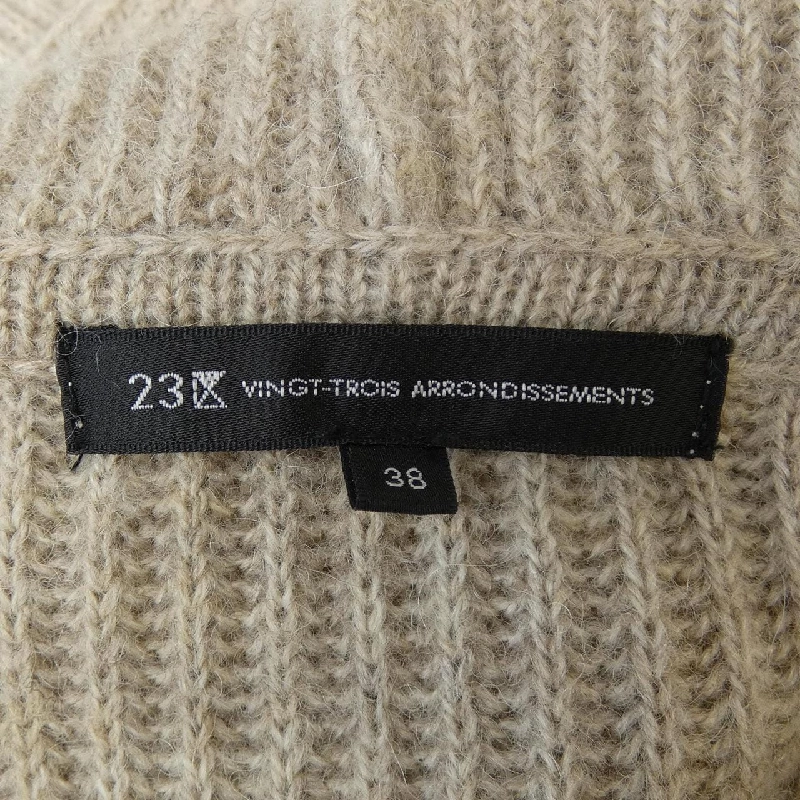 23区 VINGT-TROIS ARRONDISSEMENTS
38